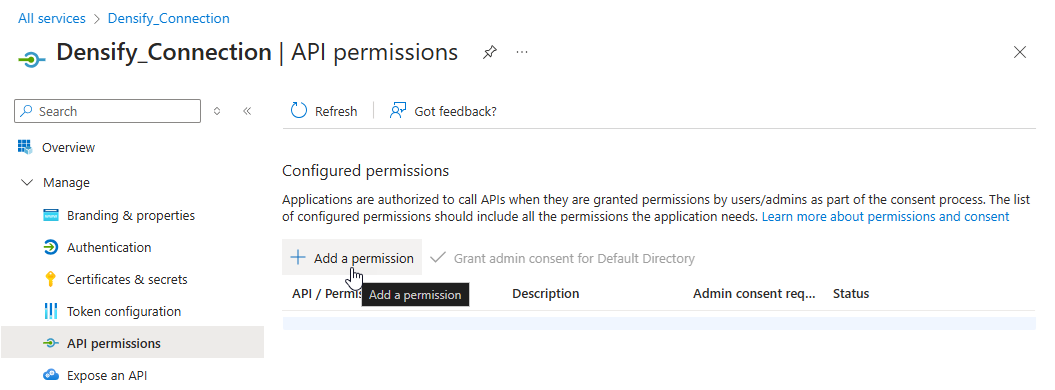 All services > Densify_Connection
Densify_Connection | API permissions
Search
Refresh
Got feedback?
Overview
Manage
Branding & properties
Authentication
Certificates & secrets
Token configuration
API permissions
Expose an API
Configured permissions
Applications are authorized to call APIs when they are granted permissions by users/admins as part of the consent process. The list
of configured permissions should include all the permissions the application needs. Learn more about permissions and consent
Add a permission
Grant admin consent for Default Directory
Add a permission
API / Permis
Description
Admin consent req...
Status